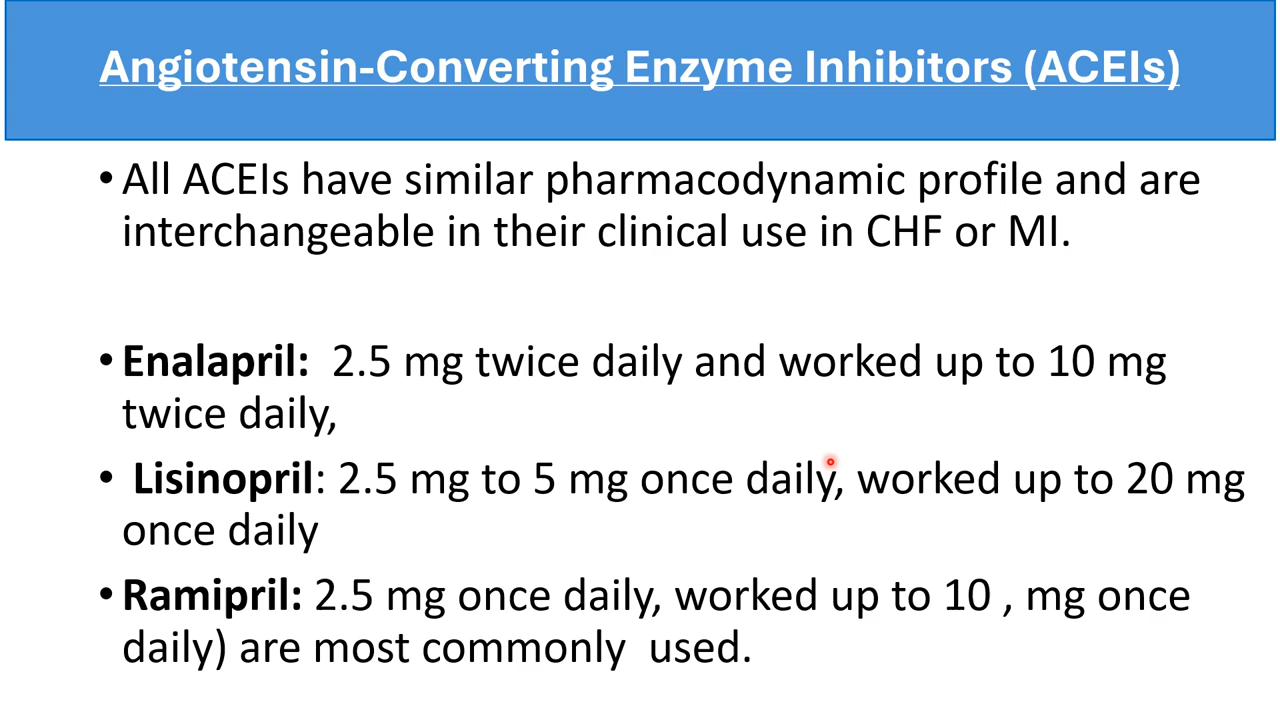 Angiotensin-Converting Enzyme Inhibitors (ACEIs)
•All ACEIs have similar pharmacodynamic profile and are
interchangeable in their clinical use in CHF or MI.
•Enalapril:  2.5 mg twice daily and worked up to 10 mg
twice daily,
• Lisinopril: 2.5 mg to 5 mg once daily, worked up to 20 mg
once daily
•Ramipril: 2.5 mg once daily, worked up to 10 , mg once
daily) are most commonly  used.